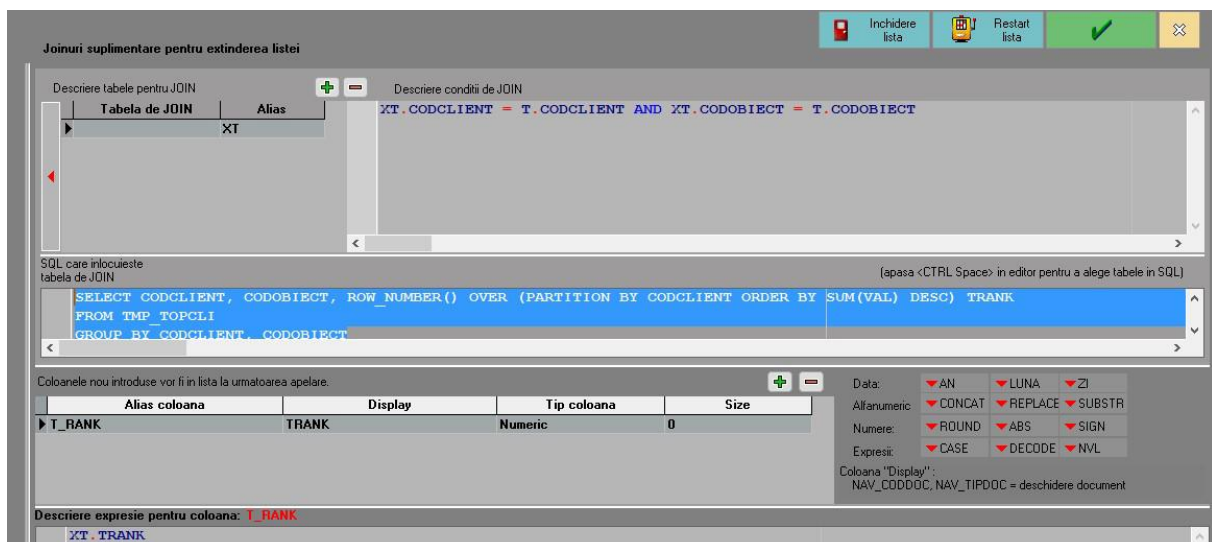 Inchidere lista
Restart lista
Joinuri suplimentare pentru extinderea listei
Descriere tabele pentru JOIN
Descriere conditii de JOIN
Tabela de JOIN Alias
XT
XT.CODCLIENT = T.CODCLIENT AND XT.CODOBIECT = T.CODOBIECT
SQL care inlocuieste
tabela de JOIN
(apasa <CTRL Space> in editor pentru a alege tabele in SQL)
SELECT CODCLIENT, CODOBIECT, ROW_NUMBER() OVER (PARTITION BY CODCLIENT ORDER BY SUM(VAL) DESC) TRANK
FROM TMP_TOPCLI
GROUP BY CODCLIENT, CODOBIECT
Coloanele nou introduse vor fi in lista la urmatoarea apelare.
Alias coloana Display Tip coloana Size
T_RANK TRANK Numeric 0
Data: AN LUNA ZI
Alfanumeric CONCAT REPLACE SUBSTR
Numere: ROUND ABS SIGN
Expresii: CASE DECODE NVL
Coloana "Display" :
NAV_CODDOC, NAV_TIPDOC = deschidere document
Descriere expresie pentru coloana: T_RANK
XT.TRANK